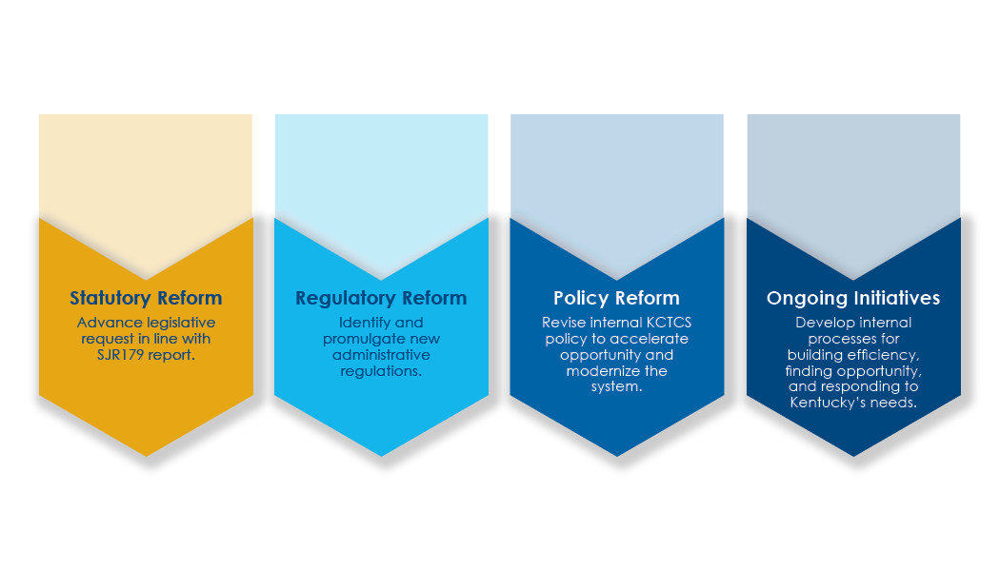 Statutory Reform
Advance legislative
request in line with
SJR179 report.
Regulatory Reform
Identify and
promulgate new
administrative
regulations.
Policy Reform
Revise internal KCTCS
policy to accelerate
opportunity and
modernize the
system.
Ongoing Initiatives
Develop internal
processes for
building efficiency,
finding opportunity,
and responding to
Kentucky’s needs.